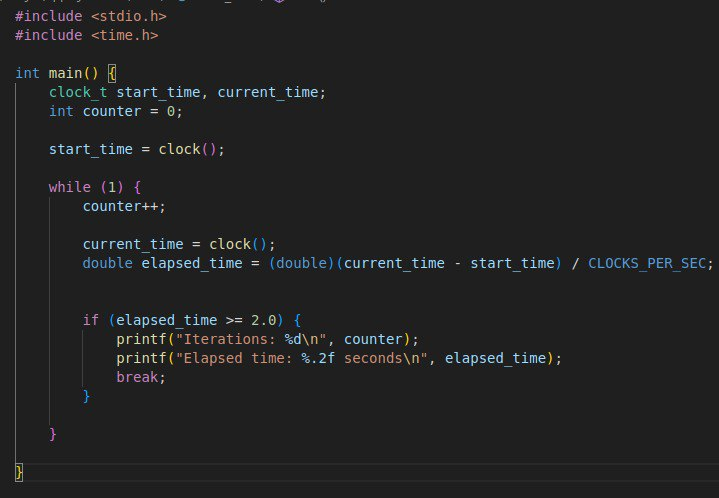 #include <stdio.h>
#include <time.h>
int main() {
clock_t start_time, current_time;
int counter = 0;
start_time = clock();
while (1) {
counter++;
current_time = clock();
double elapsed_time = (double)(current_time - start_time) / CLOCKS_PER_SEC;
if (elapsed_time >= 2.0) {
printf("Iterations: %d\n", counter);
printf("Elapsed time: %.2f seconds\n", elapsed_time);
break;
}
}
}